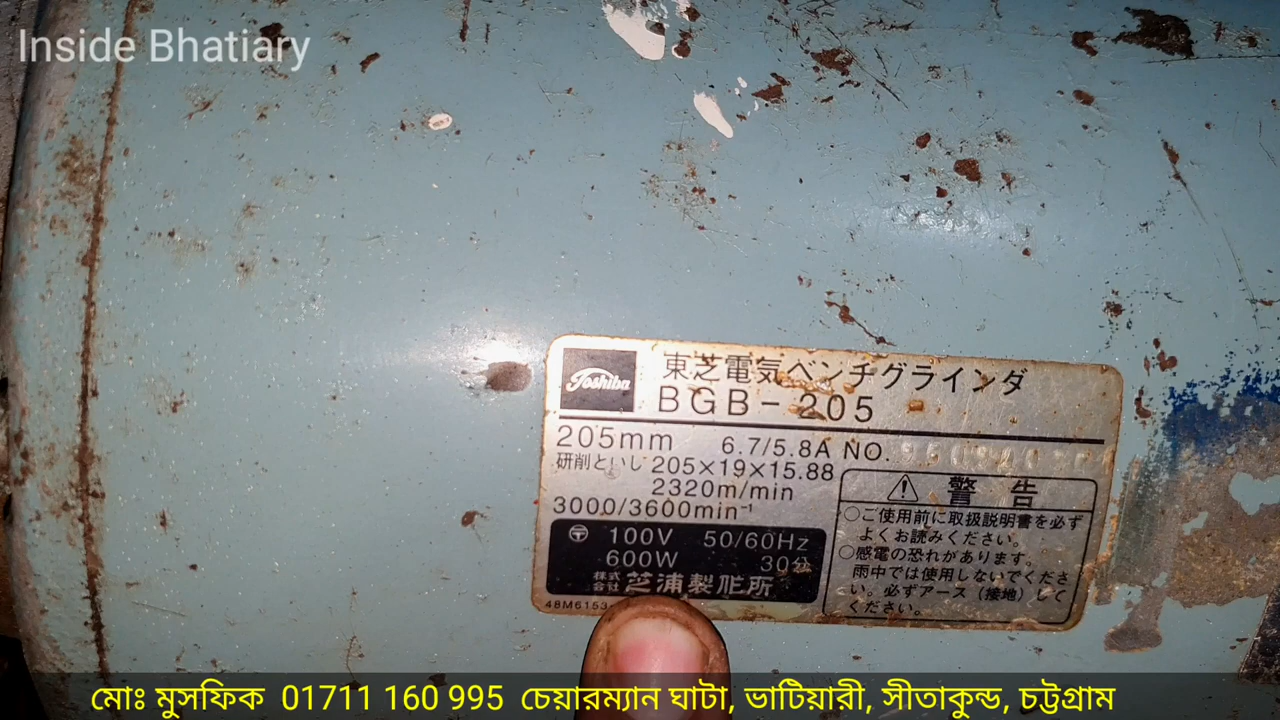 Inside Bhatiary
Toshiba
東芝電気ベンチグラインダ
BGB-205
205mm 6.7/5.8A NO.
研削といし 205×19×15.88
2320m/min
3000/3600min⁻¹
100V 50/60Hz
600W 30分
株式会社 芝浦製作所
48M6153
⚠ 警告
○ご使用前に取扱説明書を必ず
よくお読みください。
○感電の恐れがあります。
雨中では使用しないでくださ
い。必ずアース（接地）して
ください。
মোঃ মুসফিক 01711 160 995 চেয়ারম্যান ঘাটা, ভাটিয়ারী, সীতাকুন্ড, চট্টগ্রাম